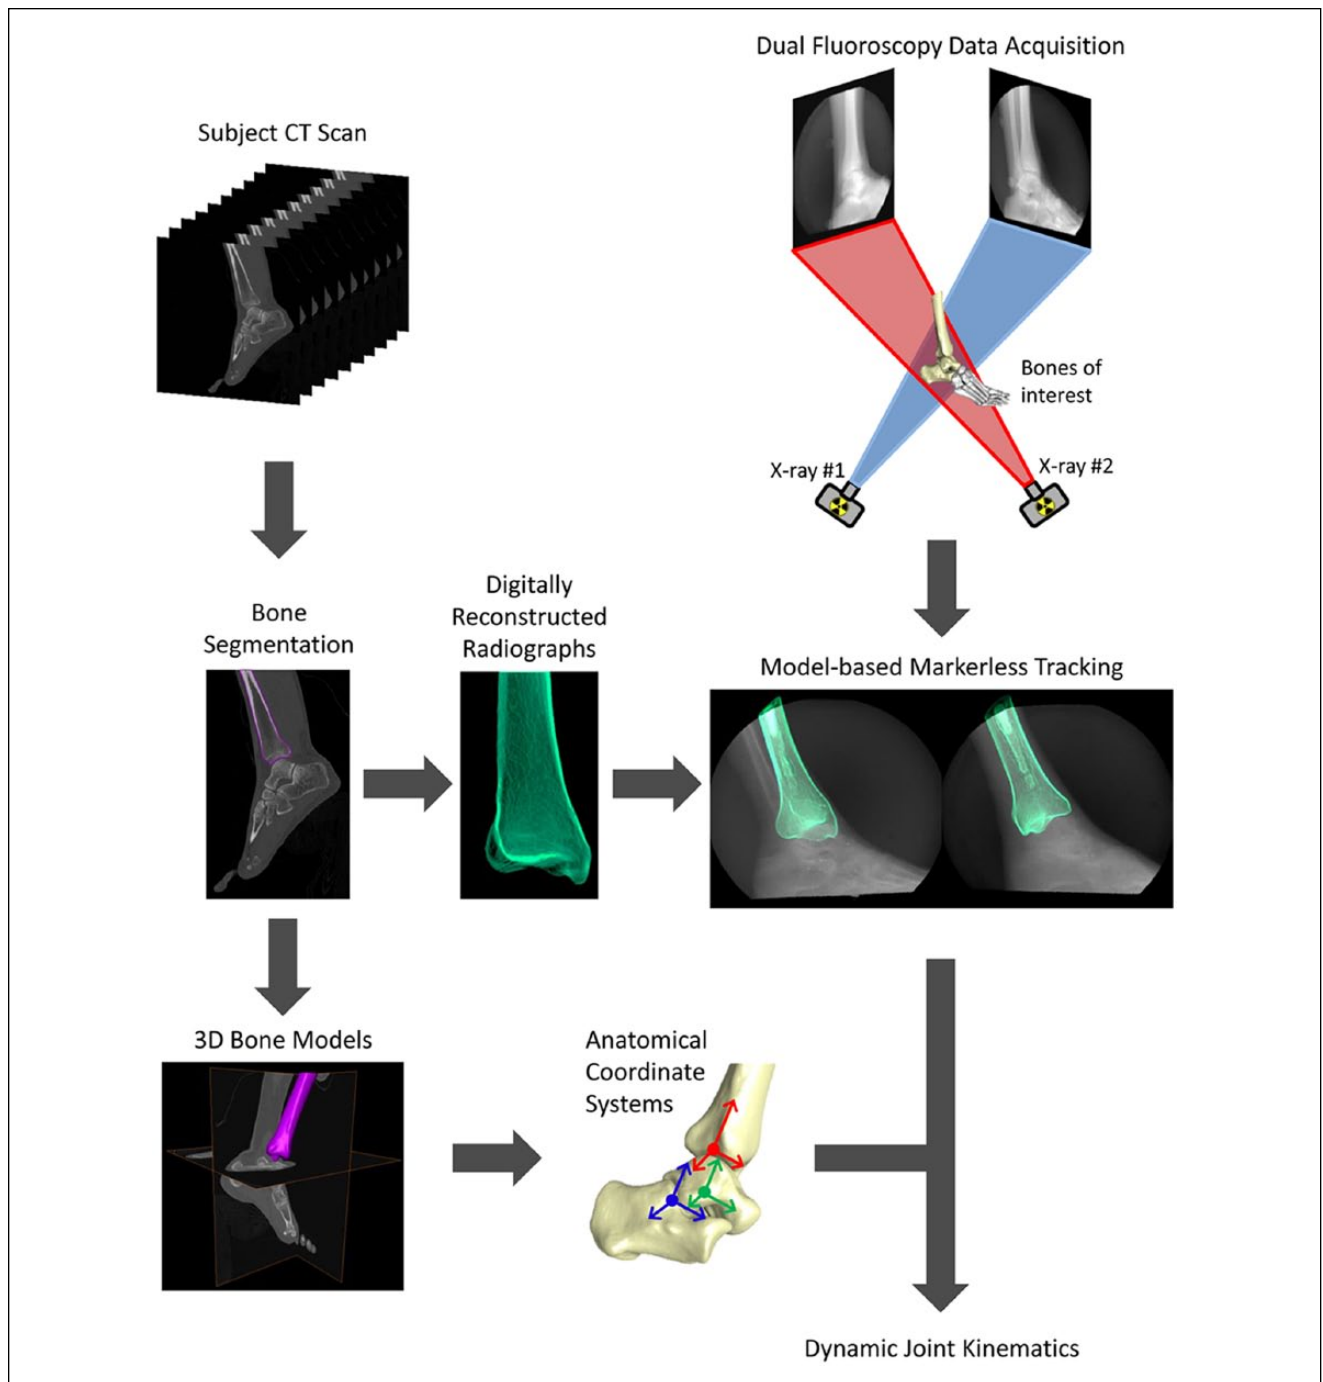 Dual Fluoroscopy Data Acquisition
Subject CT Scan
Bones of
interest
X-ray #1
X-ray #2
Digitally
Reconstructed
Radiographs
Bone
Segmentation
Model-based Markerless Tracking
3D Bone Models
Anatomical
Coordinate
Systems
Dynamic Joint Kinematics